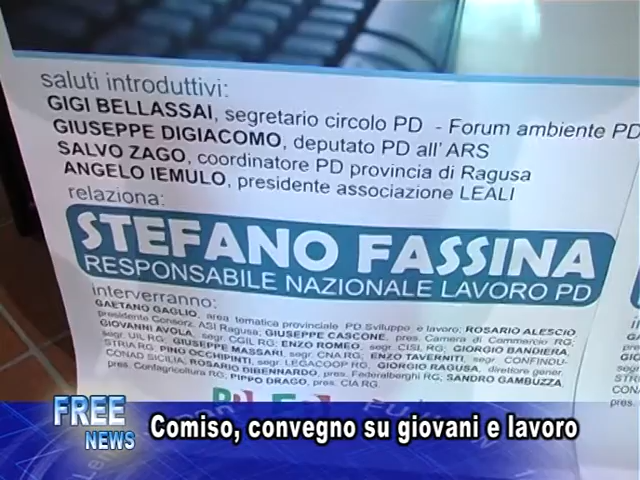 saluti introduttivi:
GIGI BELLASSAI, segretario circolo PD - Forum ambiente PD
GIUSEPPE DIGIACOMO, deputato PD all' ARS
SALVO ZAGO, coordinatore PD provincia di Ragusa
ANGELO IEMULO, presidente associazione LEALI
relaziona:
STEFANO FASSINA
RESPONSABILE NAZIONALE LAVORO PD
interverranno:
GAETANO GAGLIO, area tematica provinciale PD Sviluppo e lavoro; ROSARIO ALESCIO
presidente Consorz. ASI Ragusa; GIUSEPPE CASCONE, pres. Camera di Commercio RG;
GIOVANNI AVOLA, segr. CGIL RG; ENZO ROMEO, segr. CISL RG; GIORGIO BANDIERA,
segr. UIL RG; GIUSEPPE MASSARI, segr. CNA RG; ENZO TAVERNITI, segr. CONFINDU-
STRIA RG; PINO OCCHIPINTI, segr. LEGACOOP RG; GIORGIO RAGUSA, direttore gener.
CONAD SICILIA; ROSARIO DIBENNARDO, pres. Federalberghi RG; SANDRO GAMBUZZA,
pres. Confagricoltura RG; PIPPO DRAGO, pres. CIA RG.
FREE
NEWS
Comiso, convegno su giovani e lavoro